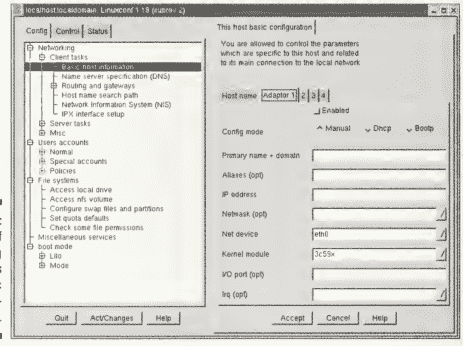 localhost.localdomain: Linuxconf 1.19 (subrev 2)
Config Control Status
Networking
Client tasks
Basic host information
Name server specification (DNS)
Routing and gateways
Host name search path
Network Information System (NIS)
IPX interface setup
Server tasks
Misc
Users accounts
Normal
Special accounts
Policies
File systems
Access local drive
Access nfs volume
Configure swap files and partitions
Set quota defaults
Check some file permissions
Miscellaneous services
boot mode
Lilo
Mode
Quit Act/Changes Help
This host basic configuration
You are allowed to control the parameters
which are specific to this host and related
to its main connection to the local network
Host name Adaptor 1 2 3 4
Enabled
Config mode Manual Dhcp Bootp
Primary name + domain
Aliases (opt)
IP address
Netmask (opt)
Net device eth0
Kernel module 3c59x
I/O port (opt)
Irq (opt)
Accept Cancel Help